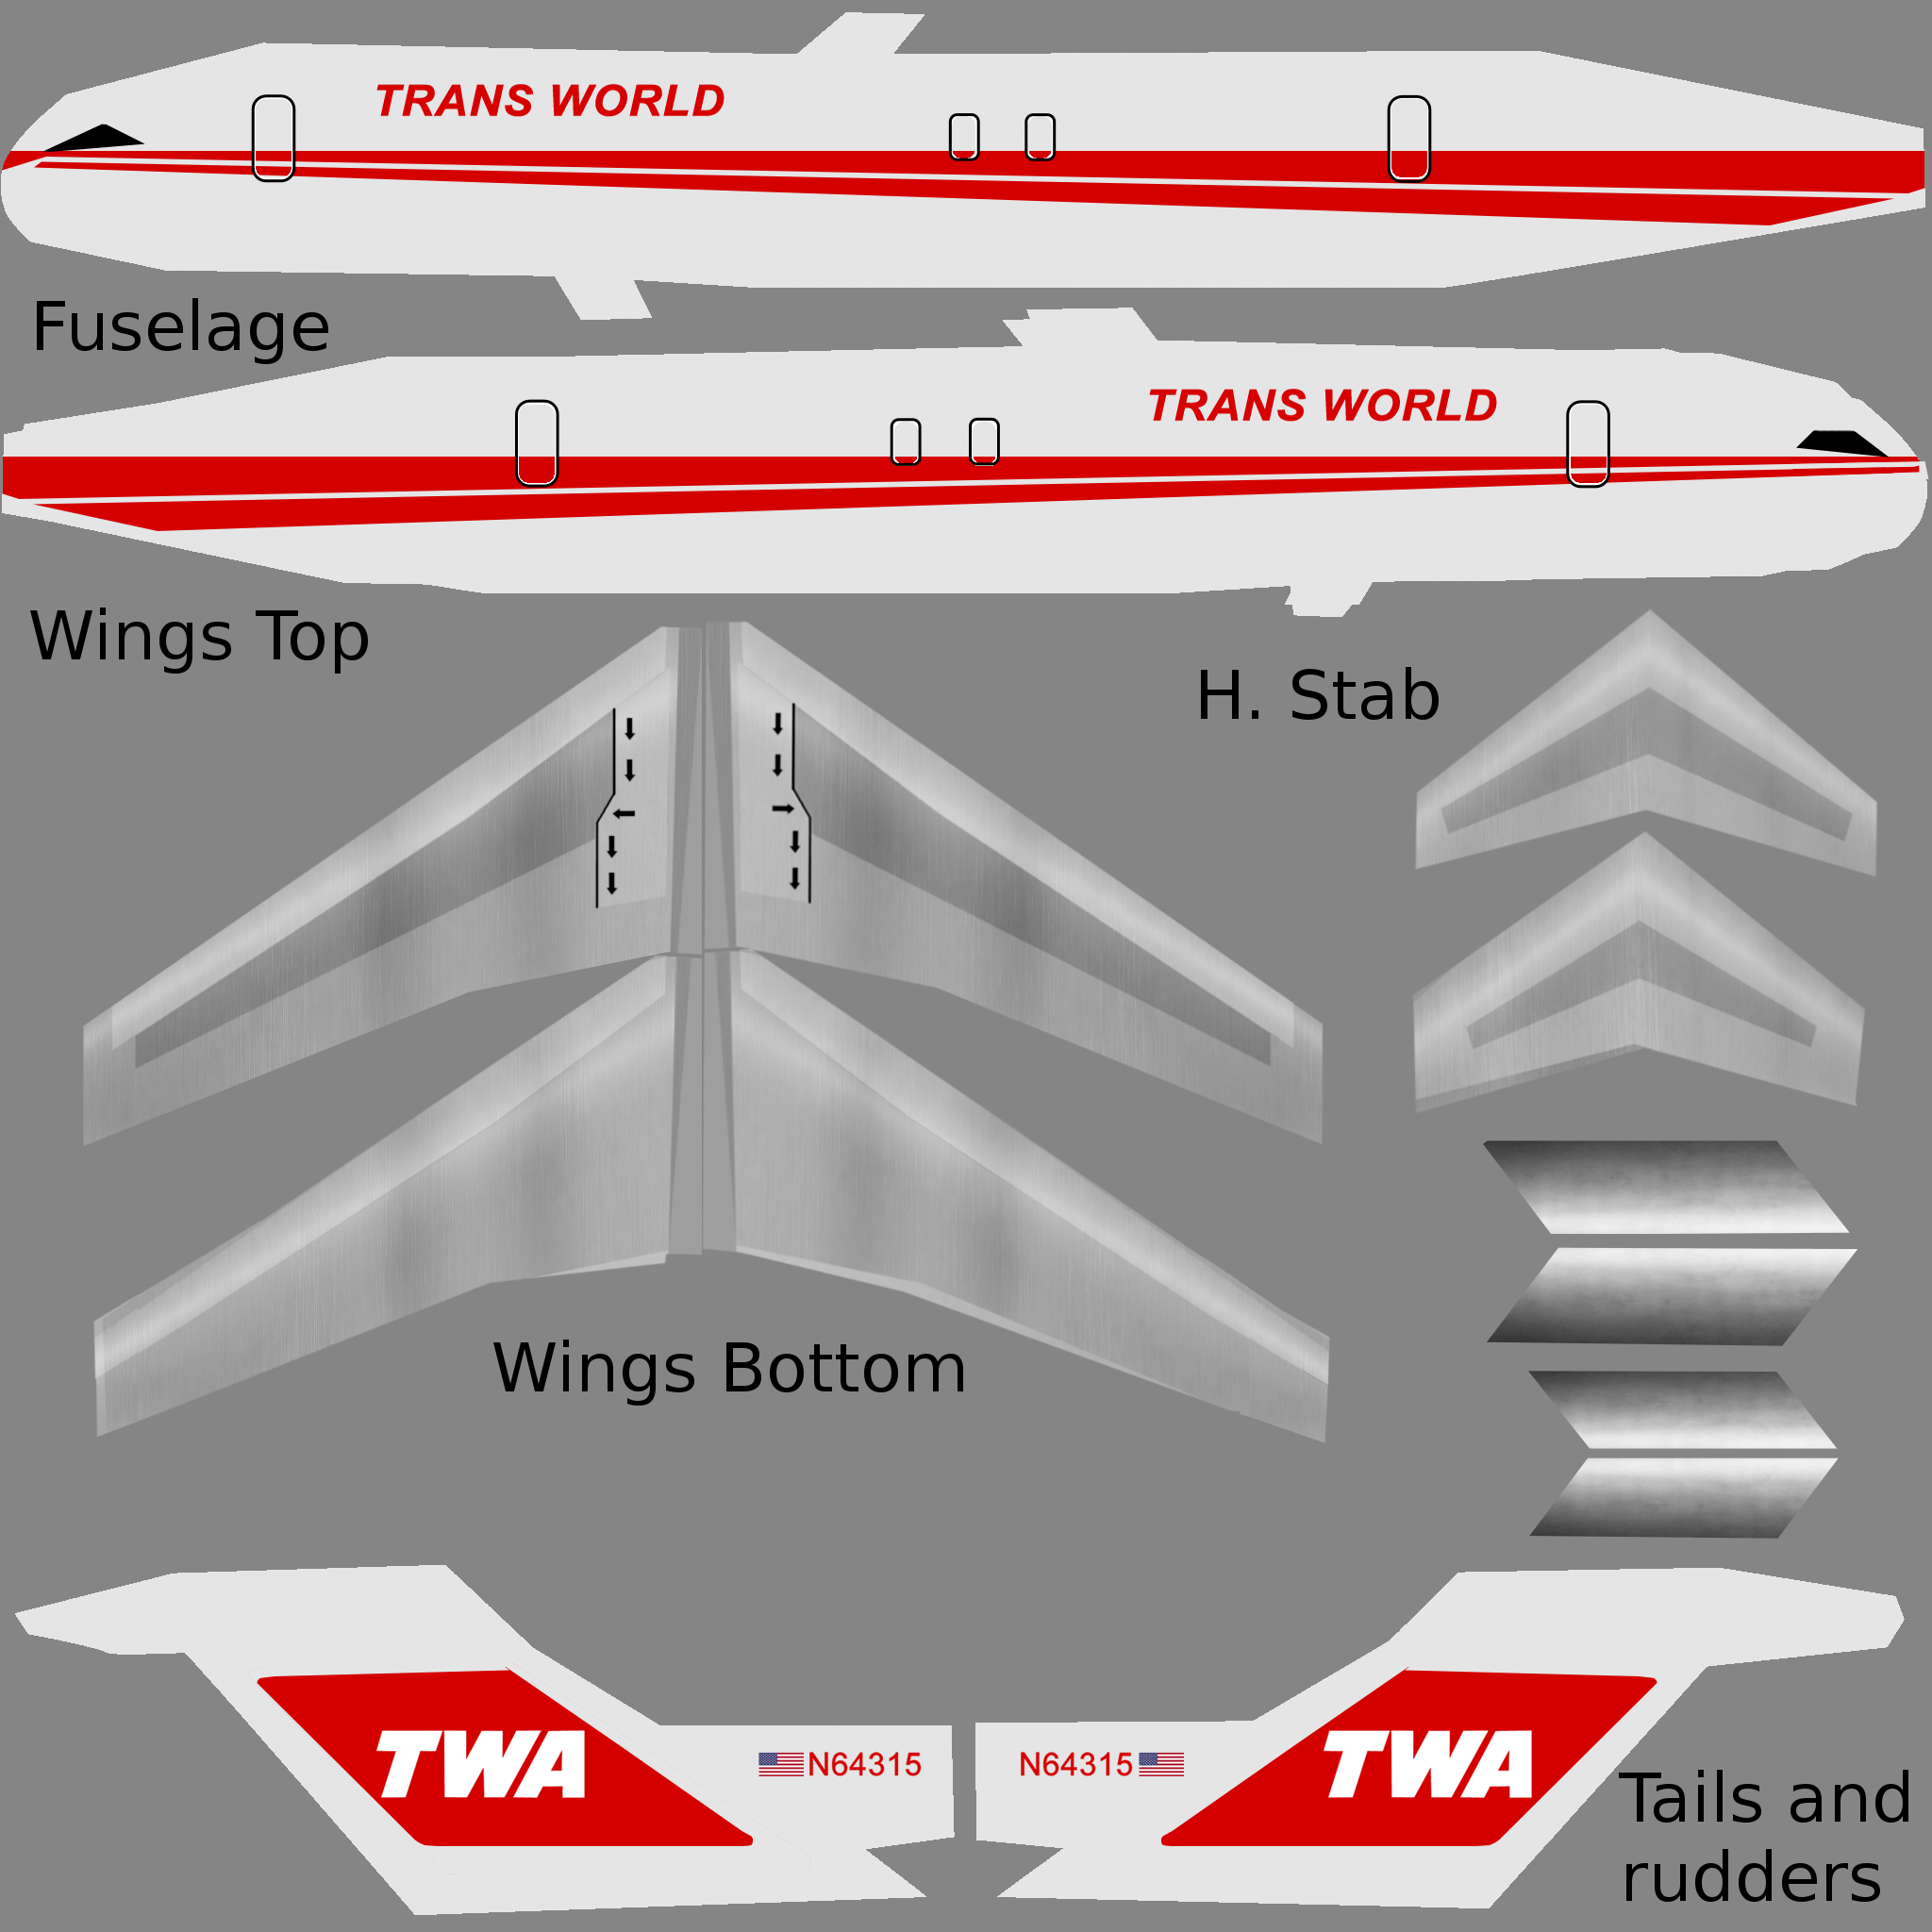 TRANS WORLD
Fuselage
TRANS WORLD
Wings Top
H. Stab
Wings Bottom
TWA
N64315
N64315
TWA
Tails and
rudders